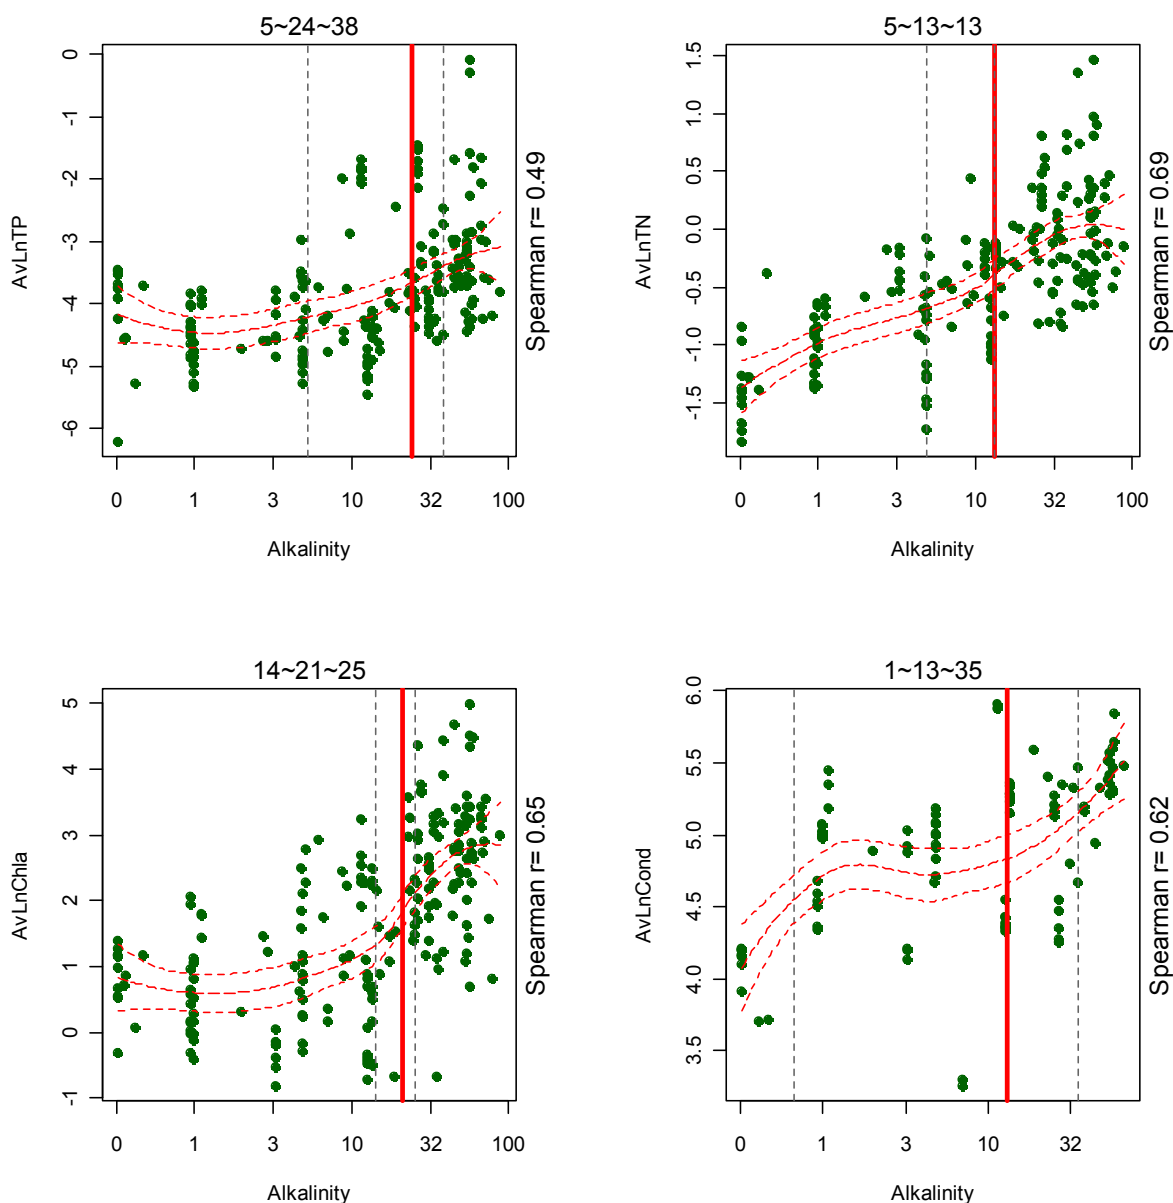 5~24~38
0
-1
-2
-3
-4
-5
-6
AvLnTP
0 1 3 10 32 100
Alkalinity
Spearman r= 0.49
5~13~13
1.5
1.0
0.5
0.0
-0.5
-1.0
-1.5
AvLnTN
0 1 3 10 32 100
Alkalinity
Spearman r= 0.69
14~21~25
5
4
3
2
1
0
-1
AvLnChla
0 1 3 10 32 100
Alkalinity
Spearman r= 0.65
1~13~35
6.0
5.5
5.0
4.5
4.0
3.5
AvLnCond
0 1 3 10 32
Alkalinity
Spearman r= 0.62